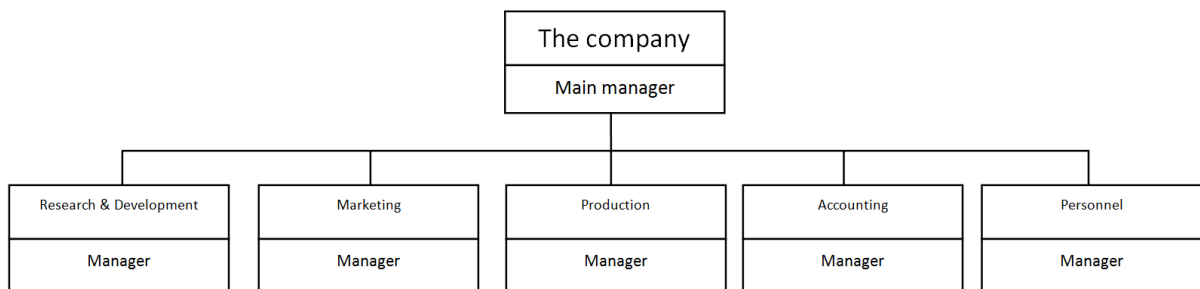 The company
Main manager
Research & Development
Manager
Marketing
Manager
Production
Manager
Accounting
Manager
Personnel
Manager